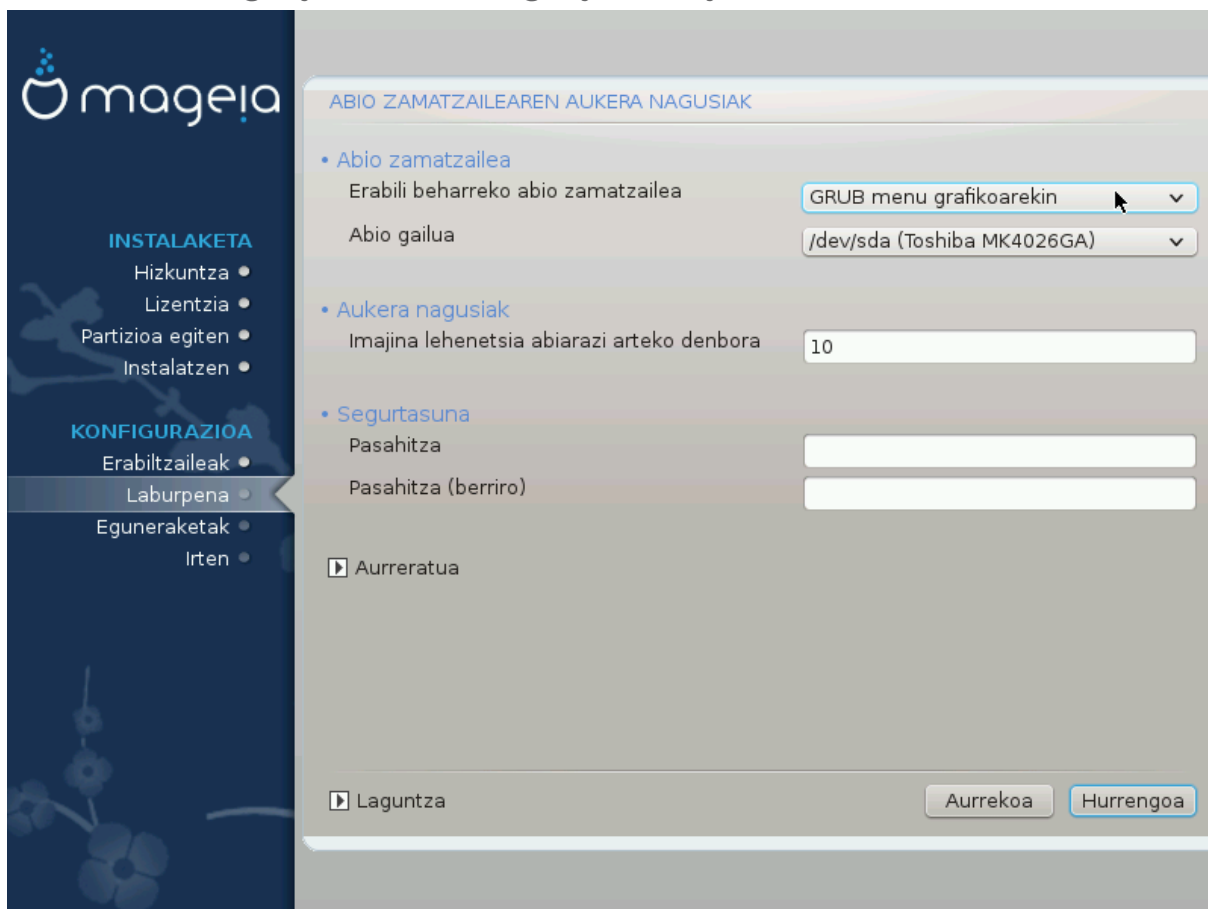 mageia
INSTALAKETA
Hizkuntza
Lizentzia
Partizioa egiten
Instalatzen
KONFIGURAZIOA
Erabiltzaileak
Laburpena
Eguneraketak
Irten
ABIO ZAMATZAILEAREN AUKERA NAGUSIAK
• Abio zamatzailea
Erabili beharreko abio zamatzailea GRUB menu grafikoarekin
Abio gailua /dev/sda (Toshiba MK4026GA)
• Aukera nagusiak
Imajina lehenetsia abiarazi arteko denbora 10
• Segurtasuna
Pasahitza
Pasahitza (berriro)
Aurreratua
Laguntza Aurrekoa Hurrengoa